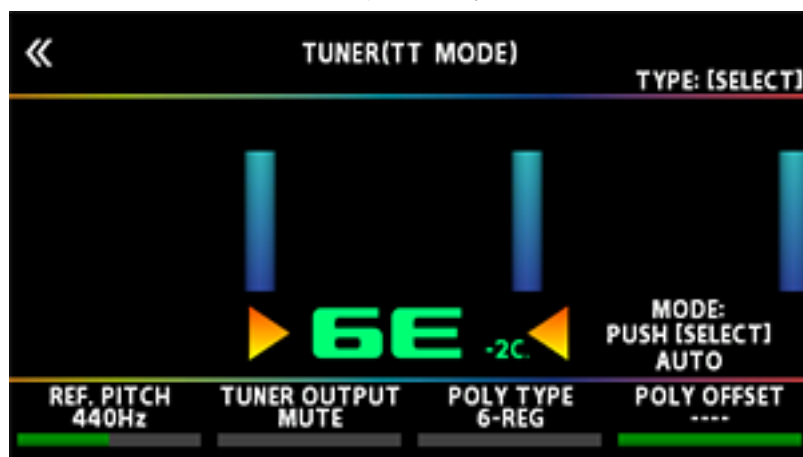 TUNER(TT MODE)
TYPE: [SELECT]
6E -2C.
MODE:
PUSH [SELECT]
AUTO
REF. PITCH
440Hz
TUNER OUTPUT
MUTE
POLY TYPE
6-REG
POLY OFFSET
----